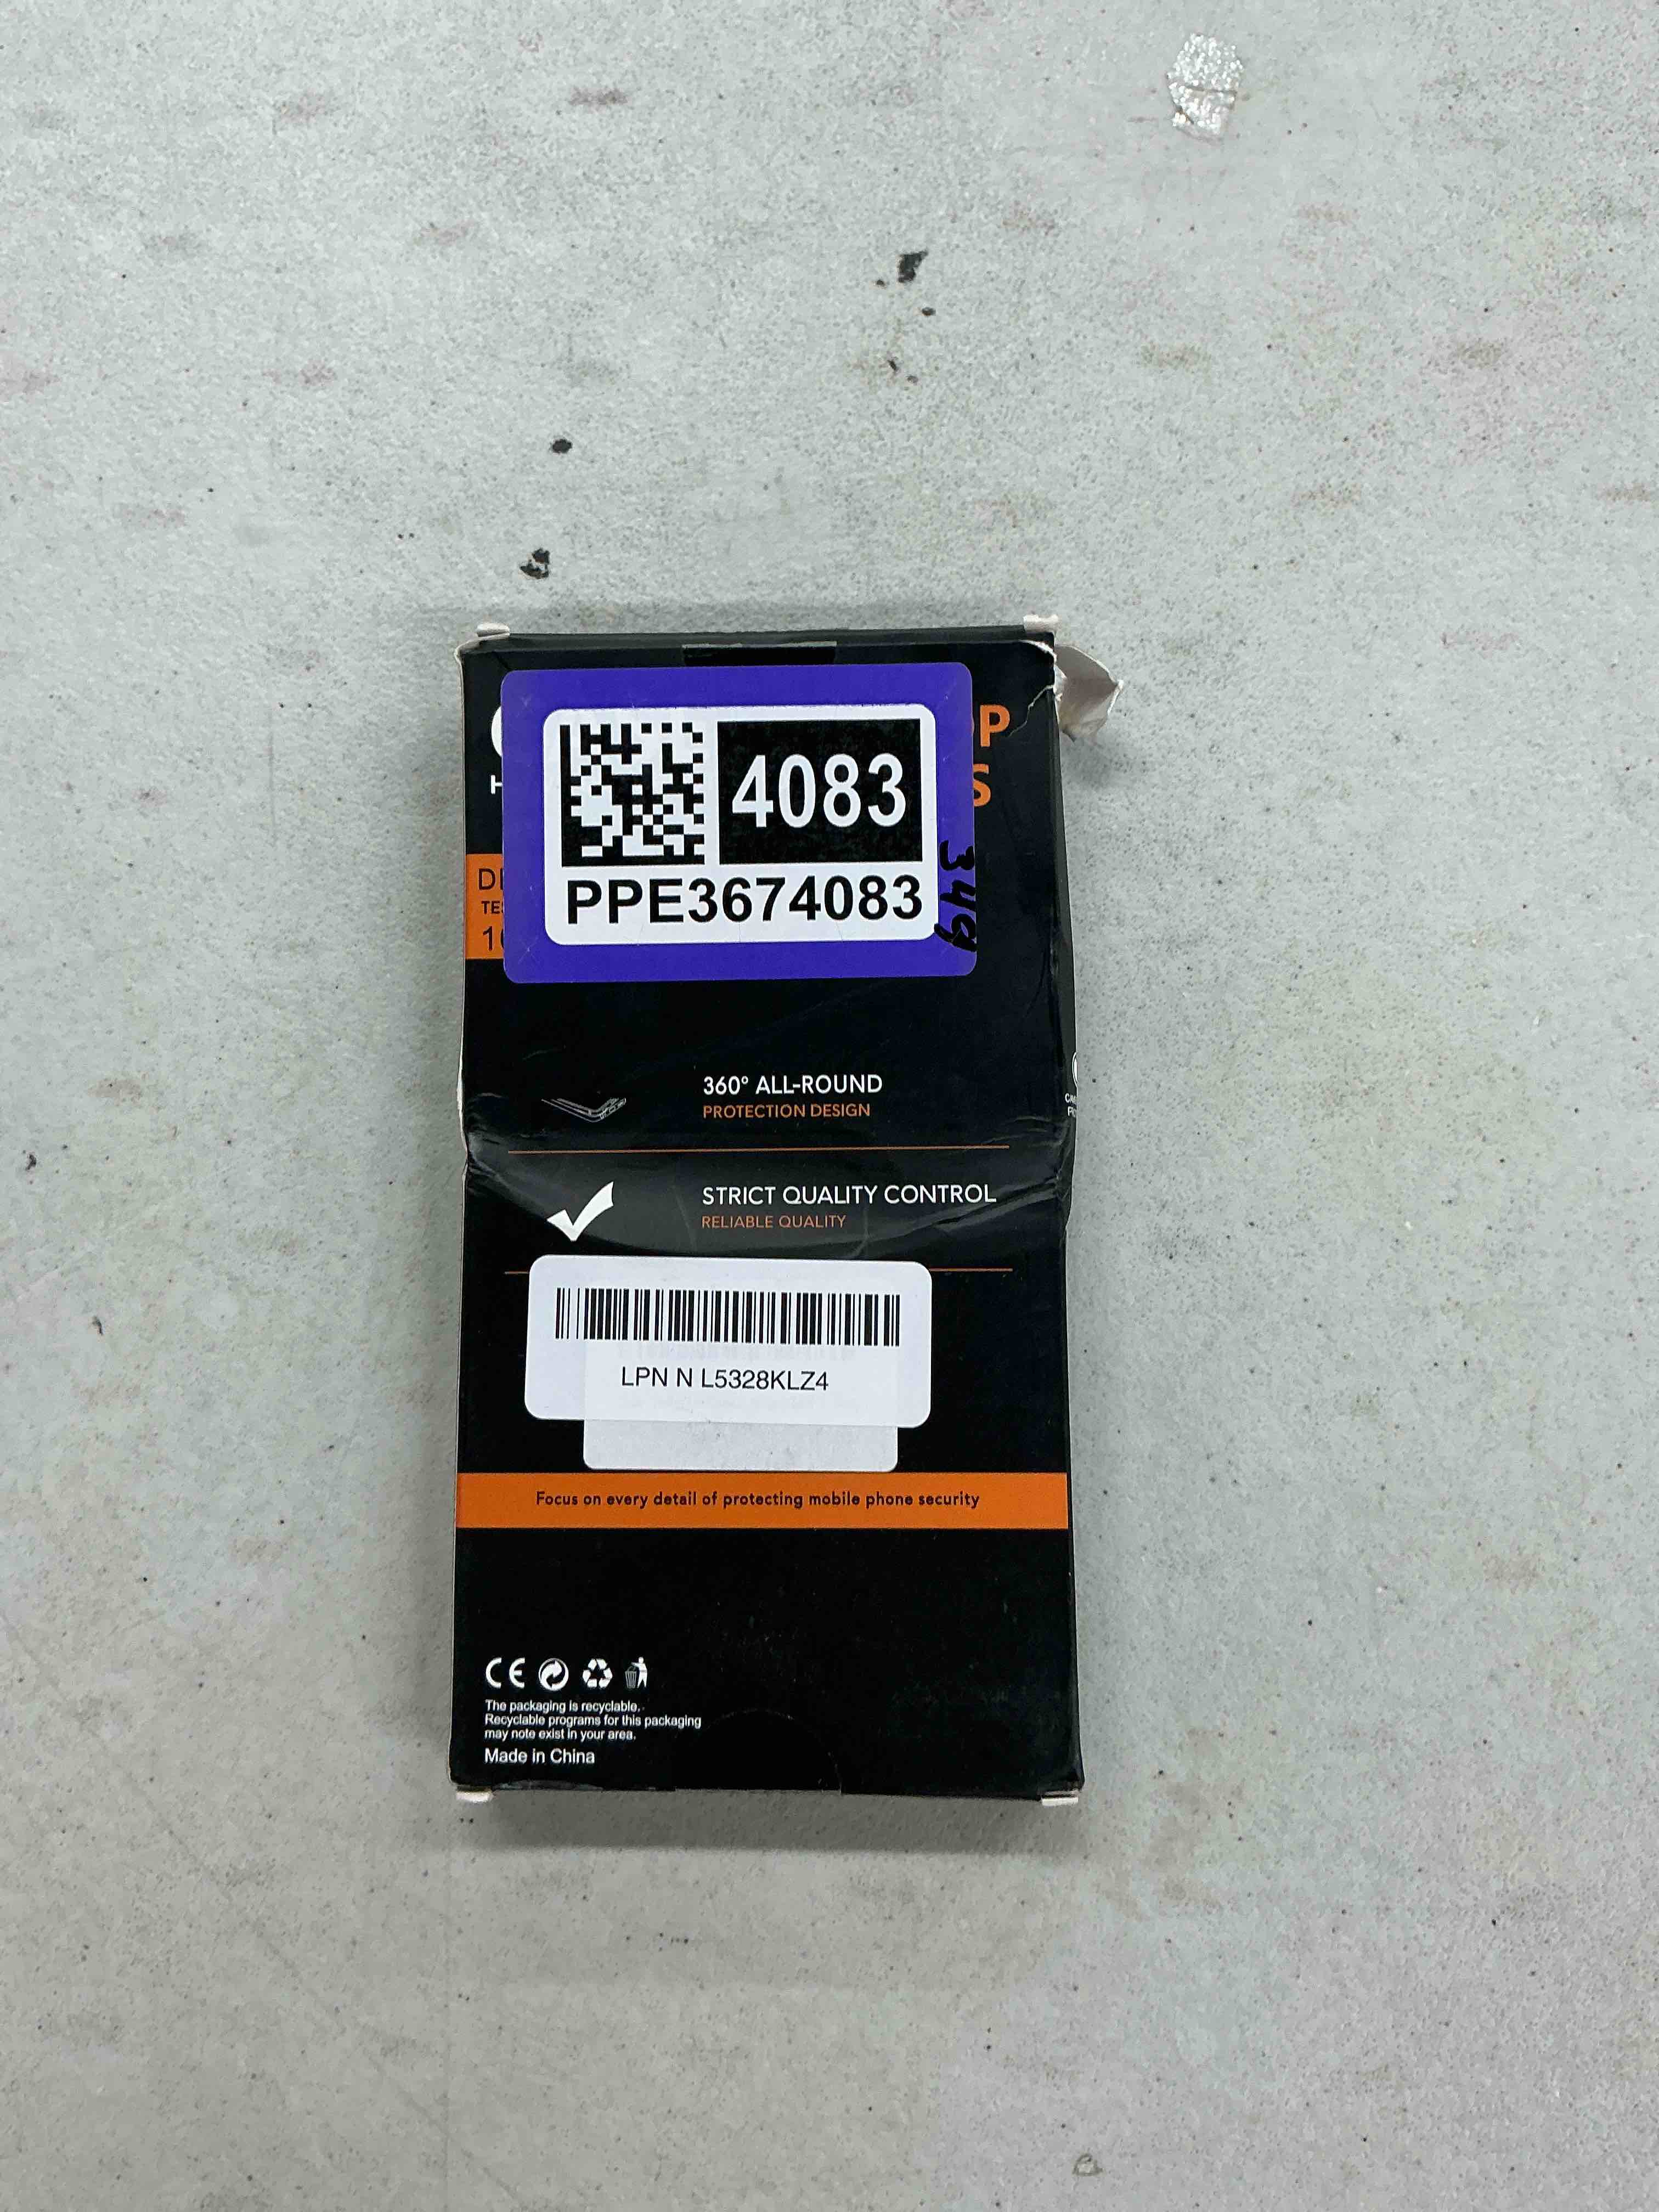 4083
PPE3674083
349
360° ALL-ROUND
PROTECTION DESIGN
STRICT QUALITY CONTROL
RELIABLE QUALITY
LPN N L5328KLZ4
Focus on every detail of protecting mobile phone security
CE
The packaging is recyclable.
Recyclable programs for this packaging
may note exist in your area.
Made in China